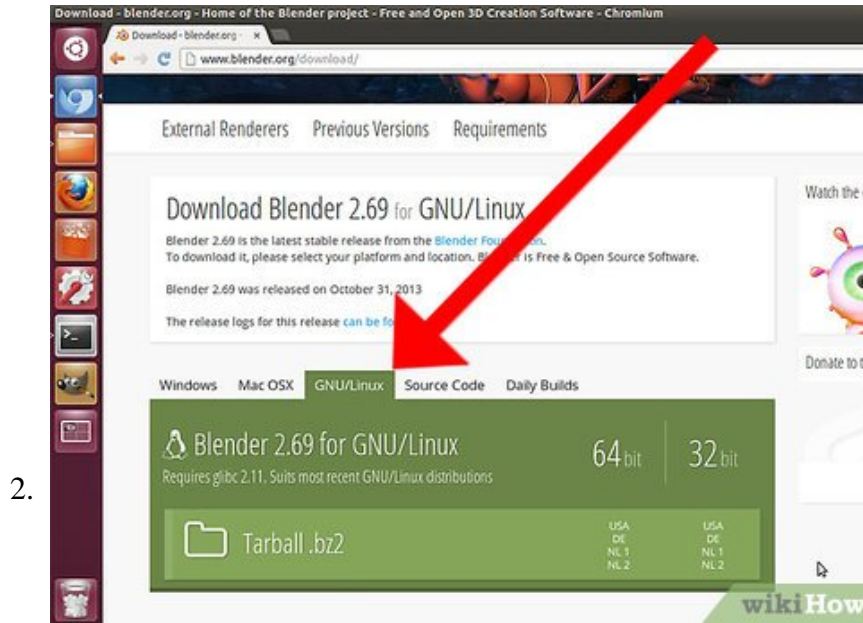 Download - blender.org - Home of the Blender project - Free and Open 3D Creation Software - Chromium
Download - blender.org -
www.blender.org/download/
External Renderers Previous Versions Requirements
Download Blender 2.69 for GNU/Linux
Blender 2.69 is the latest stable release from the Blender
To download it, please select your platform and location. is Free & Open Source Software.
Blender 2.69 was released on October 31, 2013
The release logs for this release can be
Watch the
Donate to
Windows Mac OSX GNU/Linux Source Code Daily Builds
Blender 2.69 for GNU/Linux
Requires glibc 2.11. Suits most recent GNU/Linux distributions
64 bit 32 bit
Tarball .bz2
USA USA
DE DE
NL 1 NL 1
NL 2 NL 2
2.
wikiHow